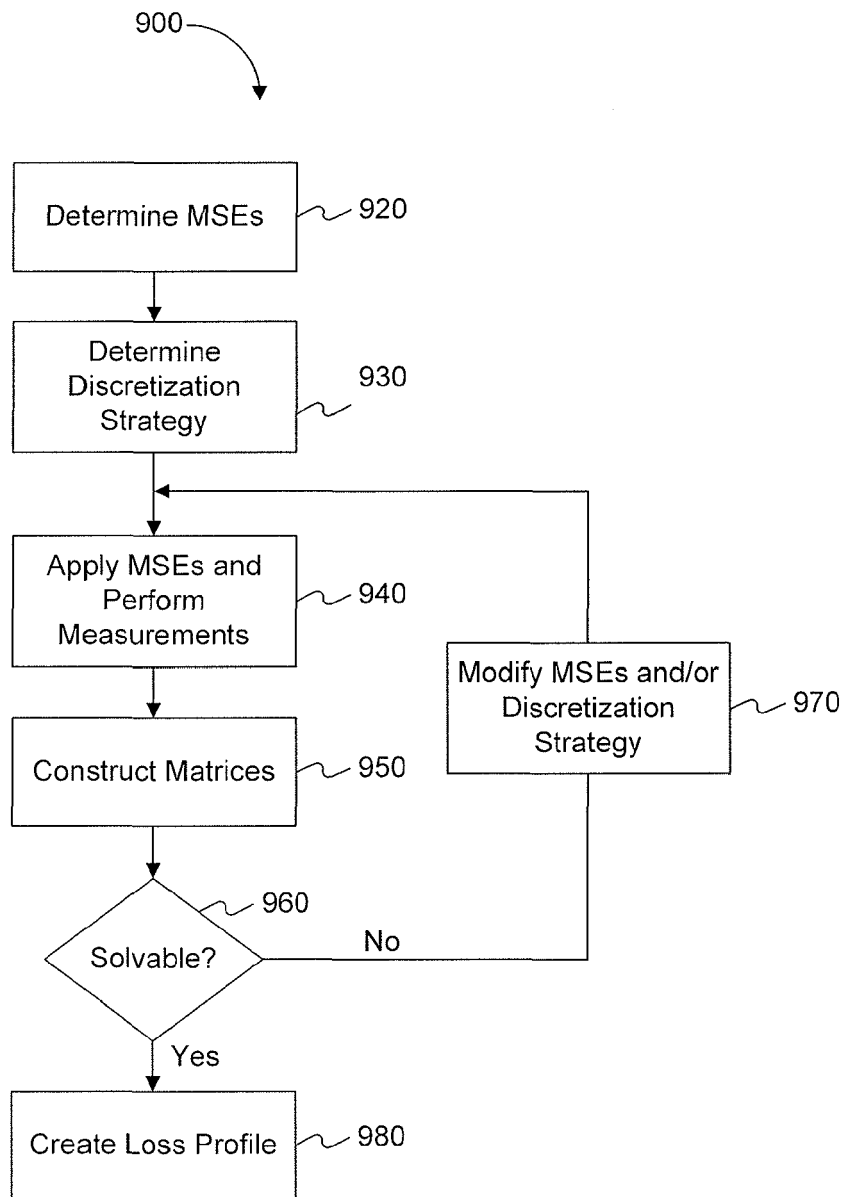 900
Determine MSEs
920
Determine
Discretization
Strategy
930
Apply MSEs and
Perform
Measurements
940
Modify MSEs and/or
Discretization
Strategy
970
Construct Matrices
950
960
Solvable?
No
Yes
Create Loss Profile
980